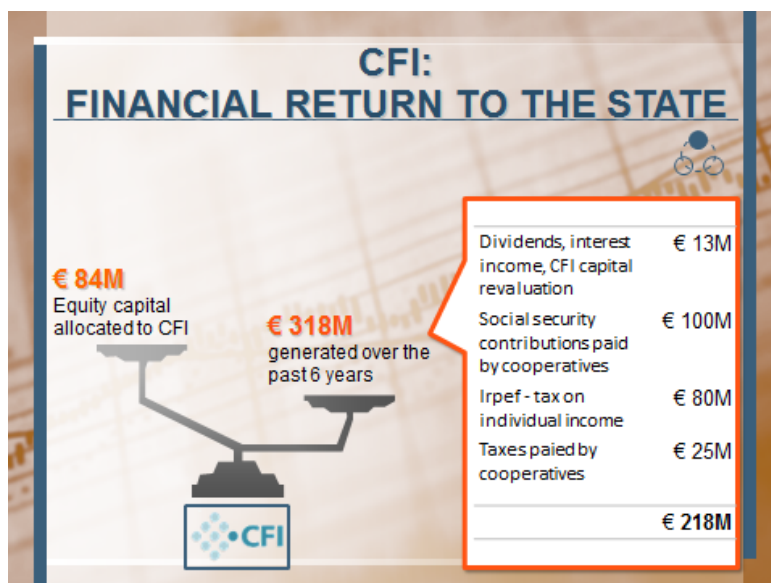 CFI:
FINANCIAL RETURN TO THE STATE
€ 84M
Equity capital
allocated to CFI
€ 318M
generated over the
past 6 years
Dividends, interest € 13M
income, CFI capital
revaluation
Social security € 100M
contributions paid
by cooperatives
Irpef - tax on € 80M
individual income
Taxes paied by € 25M
cooperatives
€ 218M
CFI